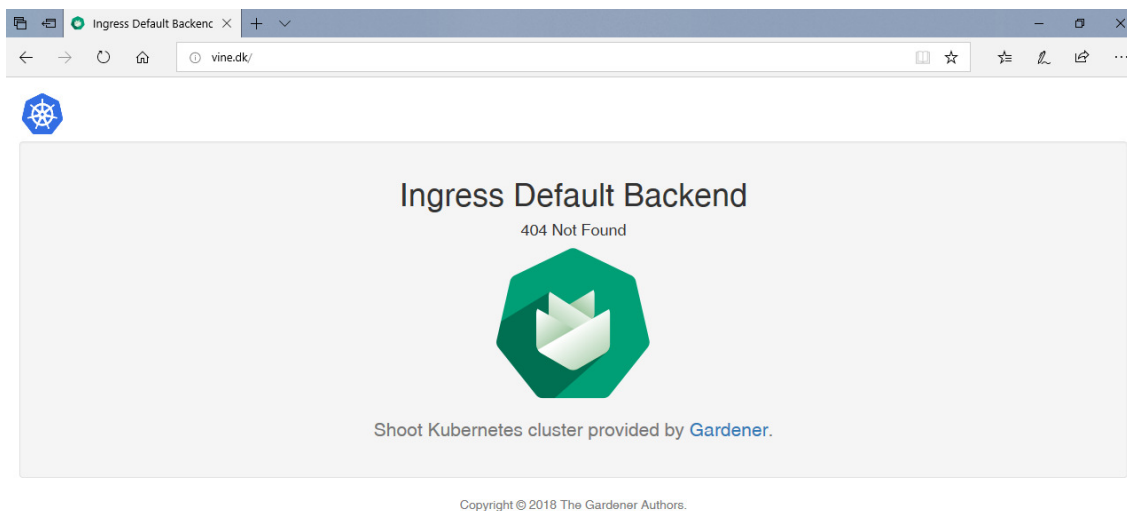 Ingress Default Backenc
vine.dk/
Ingress Default Backend
404 Not Found
Shoot Kubernetes cluster provided by Gardener.
Copyright © 2018 The Gardener Authors.